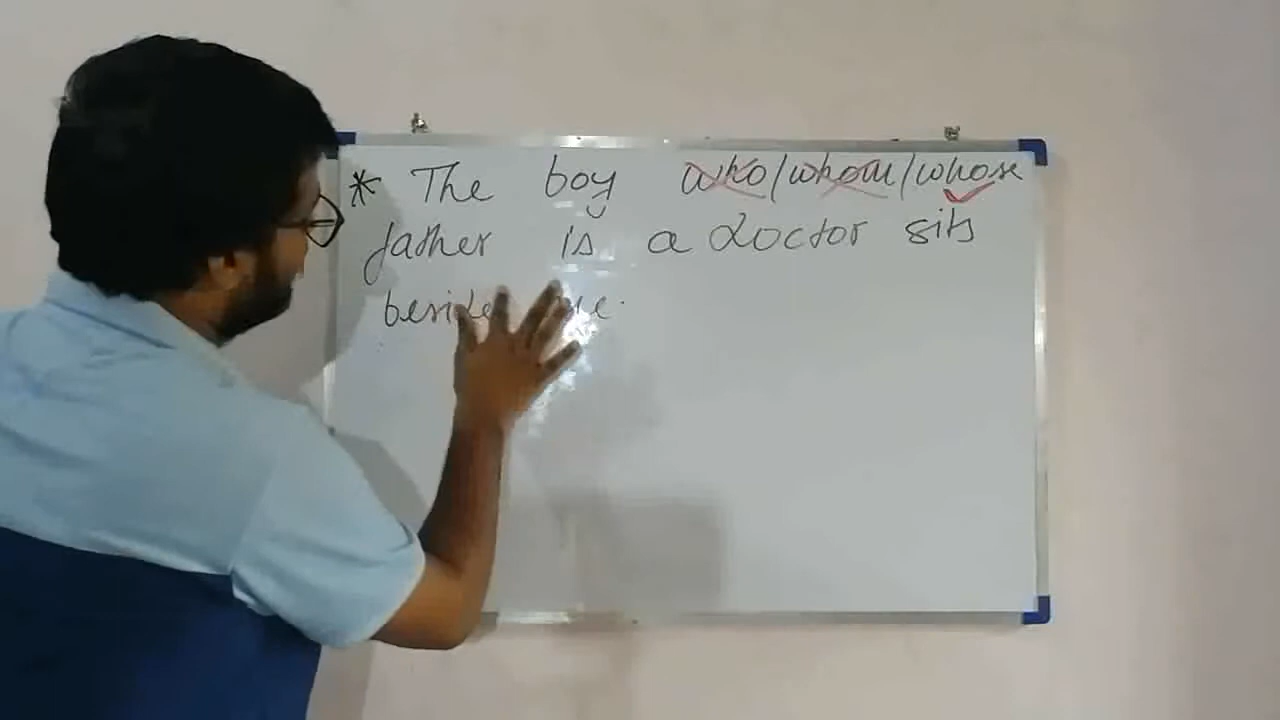 * The boy who/whom/whose
father is a doctor sits
beside me.